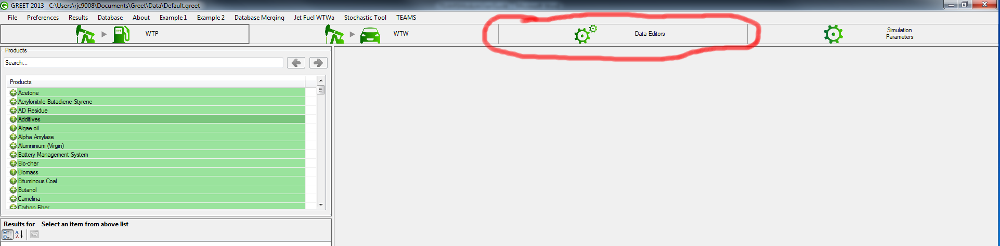 GREET 2013 C:\Users\rjc9008\Documents\Greet\Data\Default.greet
File Preferences Results Database About Example 1 Example 2 Database Merging Jet Fuel WTWa Stochastic Tool TEAMS
WTP WTW Data Editors Simulation
Parameters
Products
Search...
Products
Acetone
Acrylonitrile-Butadiene-Styrene
AD Residue
Additives
Algae oil
Alpha Amylase
Alumninium (Virgin)
Battery Management System
Bio-char
Biomass
Bituminous Coal
Butanol
Camelina
Carbon Fiber
Results for Select an item from above list